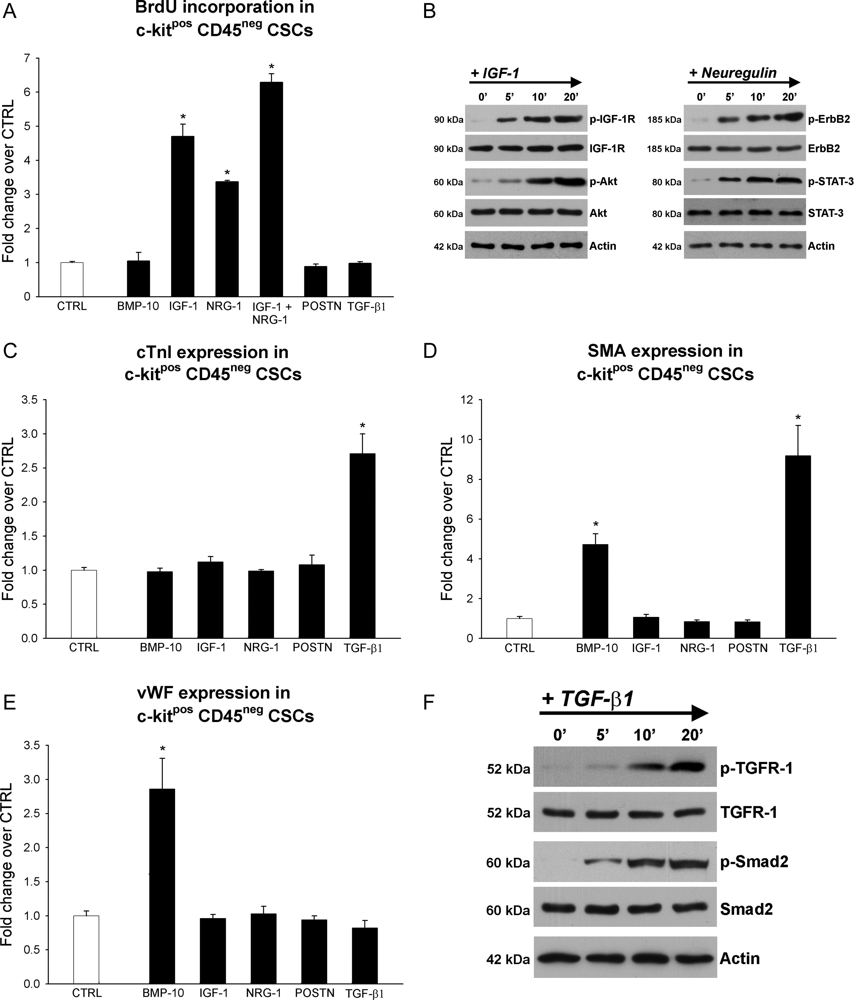 A
BrdU incorporation in
c-kitpos CD45neg CSCs
Fold change over CTRL
7
6
5
4
3
2
1
0
*
*
*
CTRL BMP-10 IGF-1 NRG-1 IGF-1 + NRG-1 POSTN TGF-β1
B
+ IGF-1
0’ 5’ 10’ 20’
90 kDa p-IGF-1R
90 kDa IGF-1R
60 kDa p-Akt
60 kDa Akt
42 kDa Actin
+ Neuregulin
0’ 5’ 10’ 20’
185 kDa p-ErbB2
185 kDa ErbB2
80 kDa p-STAT-3
80 kDa STAT-3
42 kDa Actin
C
cTnI expression in
c-kitpos CD45neg CSCs
Fold change over CTRL
3.5
3.0
2.5
2.0
1.5
1.0
0.5
0.0
*
CTRL BMP-10 IGF-1 NRG-1 POSTN TGF-β1
D
SMA expression in
c-kitpos CD45neg CSCs
Fold change over CTRL
12
10
8
6
4
2
0
*
*
CTRL BMP-10 IGF-1 NRG-1 POSTN TGF-β1
E
vWF expression in
c-kitpos CD45neg CSCs
Fold change over CTRL
3.5
3.0
2.5
2.0
1.5
1.0
0.5
0.0
*
CTRL BMP-10 IGF-1 NRG-1 POSTN TGF-β1
F
+ TGF-β1
0’ 5’ 10’ 20’
52 kDa p-TGFR-1
52 kDa TGFR-1
60 kDa p-Smad2
60 kDa Smad2
42 kDa Actin